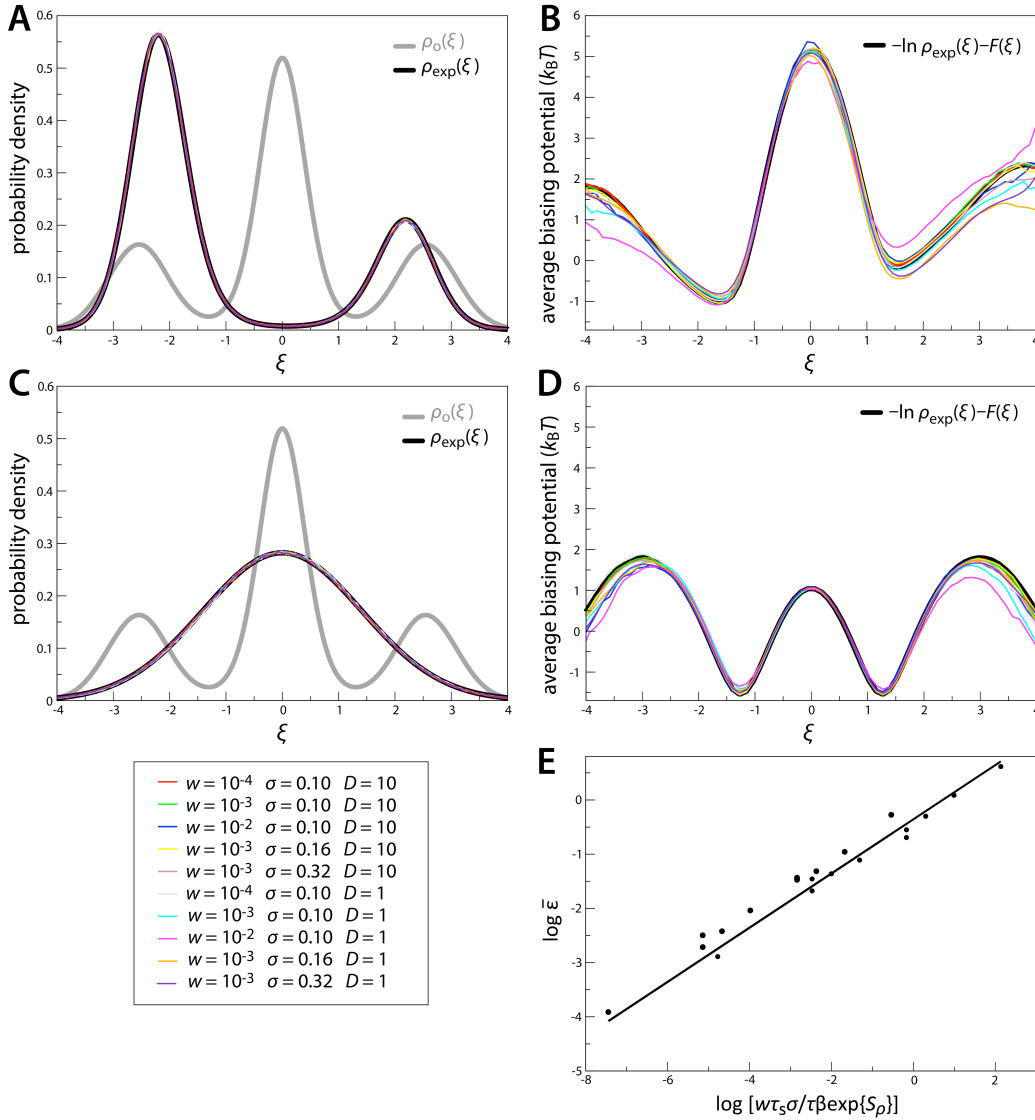 A
probability density
0.6
0.5
0.4
0.3
0.2
0.1
0
-4 -3 -2 -1 0 1 2 3 4
ξ
ρo(ξ)
ρexp(ξ)
B
average biasing potential (kBT)
6
5
4
3
2
1
0
-1
-4 -3 -2 -1 0 1 2 3 4
ξ
−ln ρexp(ξ)−F(ξ)
C
probability density
0.6
0.5
0.4
0.3
0.2
0.1
0
-4 -3 -2 -1 0 1 2 3 4
ξ
ρo(ξ)
ρexp(ξ)
D
average biasing potential (kBT)
6
5
4
3
2
1
0
-1
-4 -3 -2 -1 0 1 2 3 4
ξ
−ln ρexp(ξ)−F(ξ)
w = 10-4 σ = 0.10 D = 10
w = 10-3 σ = 0.10 D = 10
w = 10-2 σ = 0.10 D = 10
w = 10-3 σ = 0.16 D = 10
w = 10-3 σ = 0.32 D = 10
w = 10-4 σ = 0.10 D = 1
w = 10-3 σ = 0.10 D = 1
w = 10-2 σ = 0.10 D = 1
w = 10-3 σ = 0.16 D = 1
w = 10-3 σ = 0.32 D = 1
E
log ε̄
0
-1
-2
-3
-4
-5
-8 -6 -4 -2 0 2
log [wτsσ/τβexp{Sρ}]